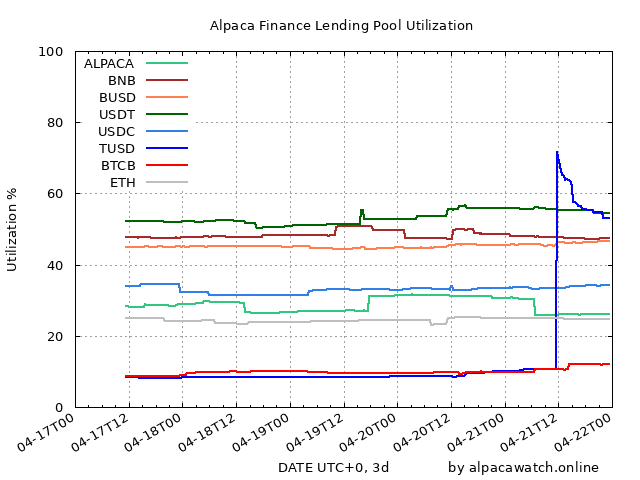 Alpaca Finance Lending Pool Utilization
100
80
60
40
20
0
Utilization %
ALPACA
BNB
BUSD
USDT
USDC
TUSD
BTCB
ETH
04-17T00
04-17T12
04-18T00
04-18T12
04-19T00
04-19T12
04-20T00
04-20T12
04-21T00
04-21T12
04-22T00
DATE UTC+0, 3d
by alpacawatch.online